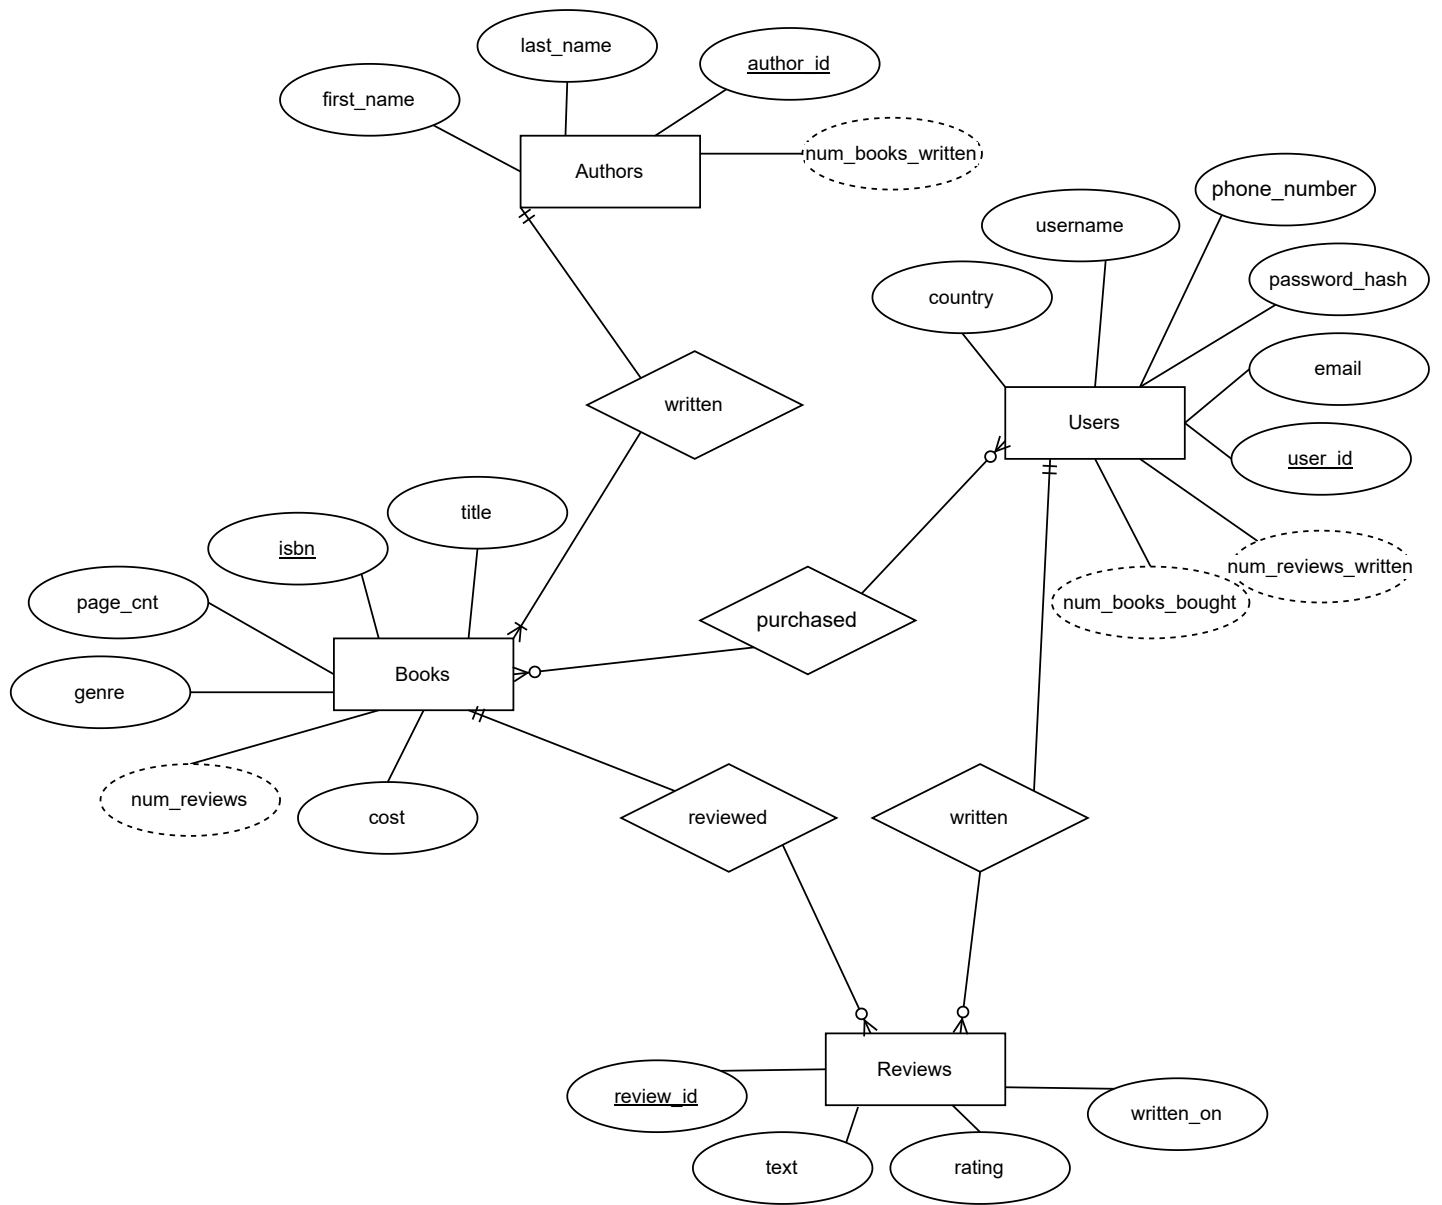 last_name
author_id
first_name
num_books_written
Authors
phone_number
username
password_hash
country
email
written
Users
user_id
title
isbn
num_reviews_written
page_cnt
num_books_bought
purchased
Books
genre
num_reviews
cost
reviewed
written
Reviews
review_id
written_on
text
rating